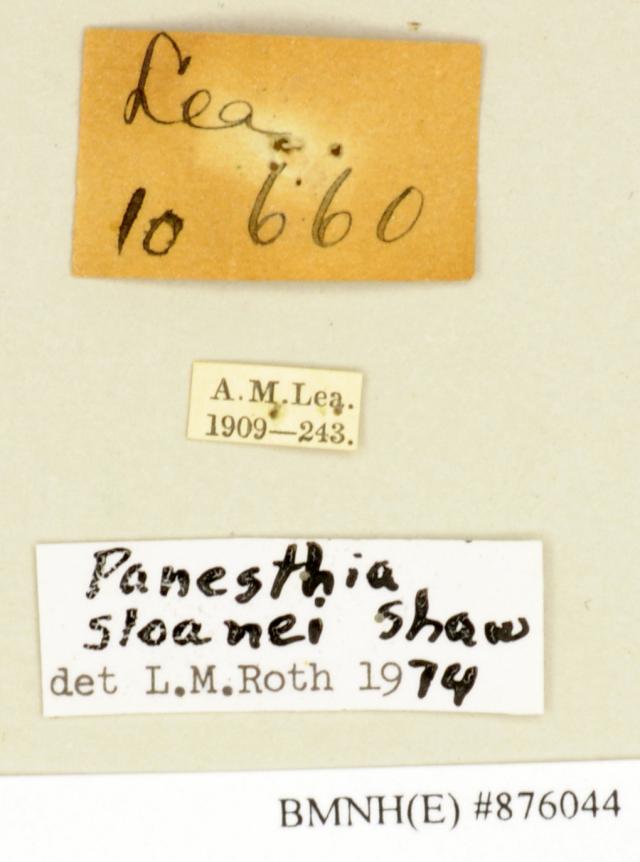 Lea.
10 660
A.M.Lea.
1909—243.
Panesthia
sloanei Shaw
det L.M.Roth 1974
BMNH(E) #876044